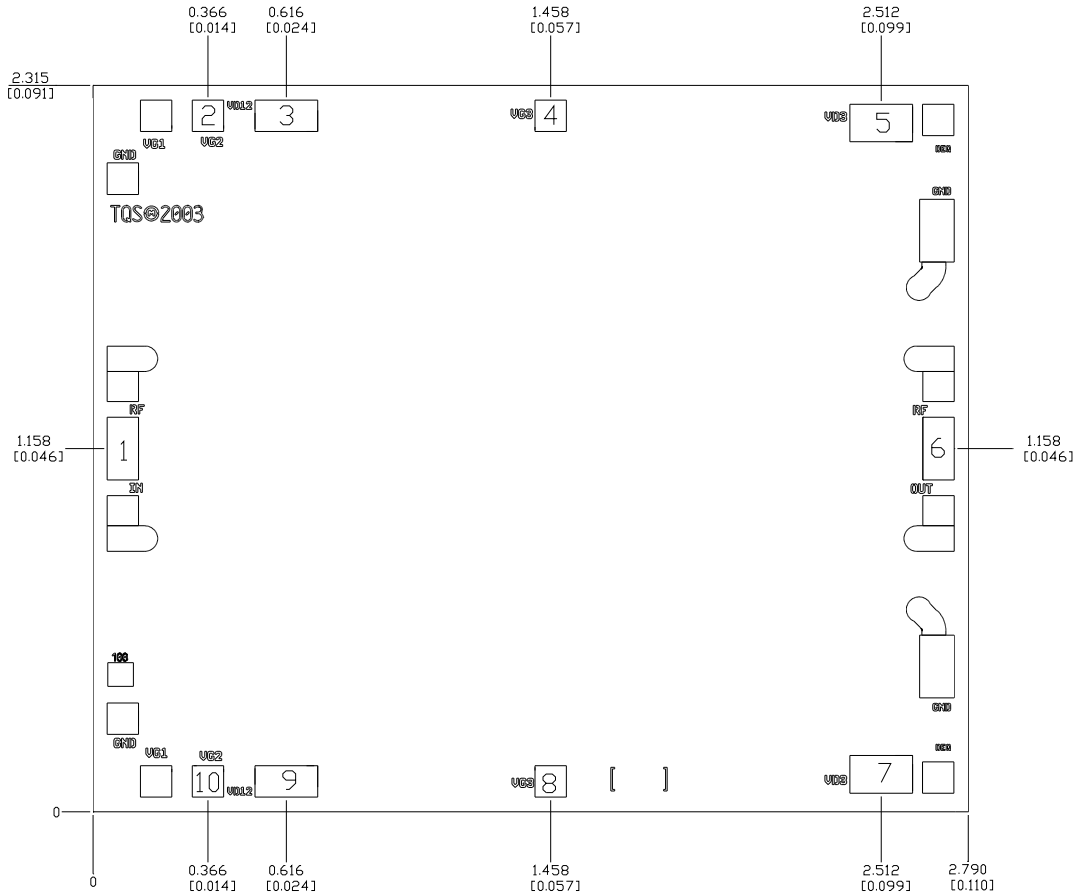 0.366 0.616 1.458 2.512
[0.014] [0.024] [0.057] [0.099]
2.315
[0.091]
2 VD12 3 VG3 4 VD3 5
VG1 VG2
GND
GND
TQS©2003
RF RF
1.158 1 6 1.158
[0.046] [0.046]
IN OUT
100
GND
GND
VG1 VG2
10 VD12 9 VG3 8 [ ] VD3 7
0
0.366 0.616 1.458 2.512 2.790
0 [0.014] [0.024] [0.057] [0.099] [0.110]